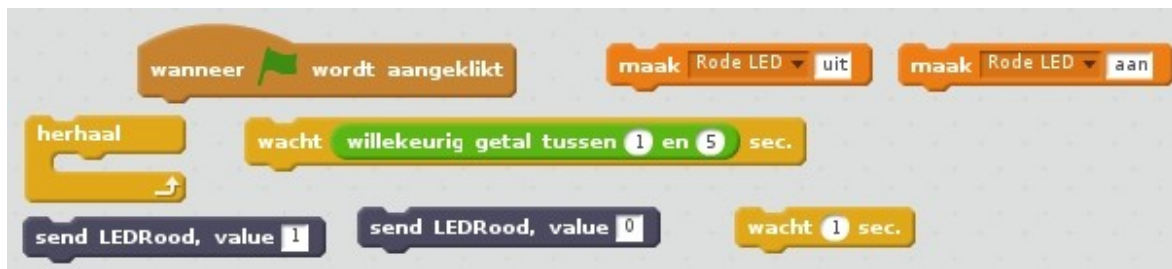 wanneer wordt aangeklikt
maak Rode LED uit
maak Rode LED aan
herhaal
wacht willekeurig getal tussen 1 en 5 sec.
send LEDRood, value 1
send LEDRood, value 0
wacht 1 sec.